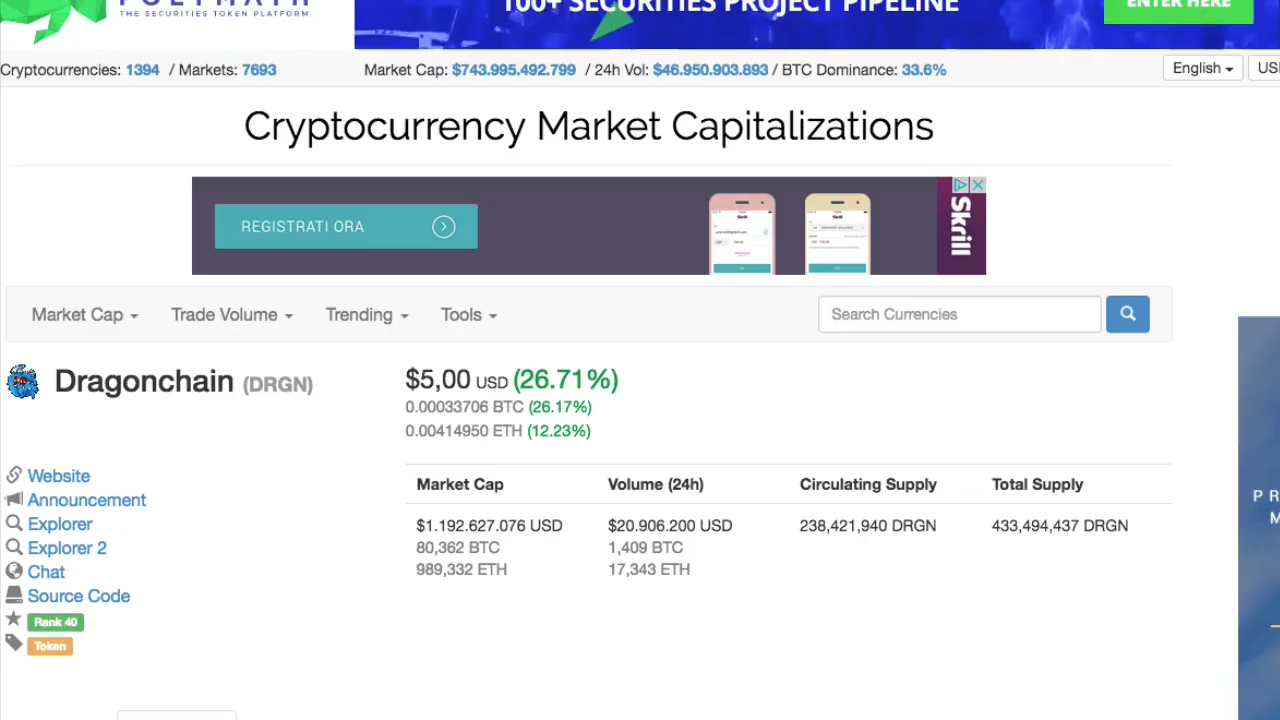 POLYMATH
THE SECURITIES TOKEN PLATFORM
100+ SECURITIES PROJECT PIPELINE
ENTER HERE
Cryptocurrencies: 1394 / Markets: 7693
Market Cap: $743.995.492.799 / 24h Vol: $46.950.903.893 / BTC Dominance: 33.6%
English
Cryptocurrency Market Capitalizations
REGISTRATI ORA
Skrill
Market Cap
Trade Volume
Trending
Tools
Search Currencies
Dragonchain (DRGN)
$5,00 USD (26.71%)
0.00033706 BTC (26.17%)
0.00414950 ETH (12.23%)
Website
Announcement
Explorer
Explorer 2
Chat
Source Code
Rank 40
Token
Market Cap Volume (24h) Circulating Supply Total Supply
$1.192.627.076 USD $20.906.200 USD 238,421,940 DRGN 433,494,437 DRGN
80,362 BTC 1,409 BTC
989,332 ETH 17,343 ETH